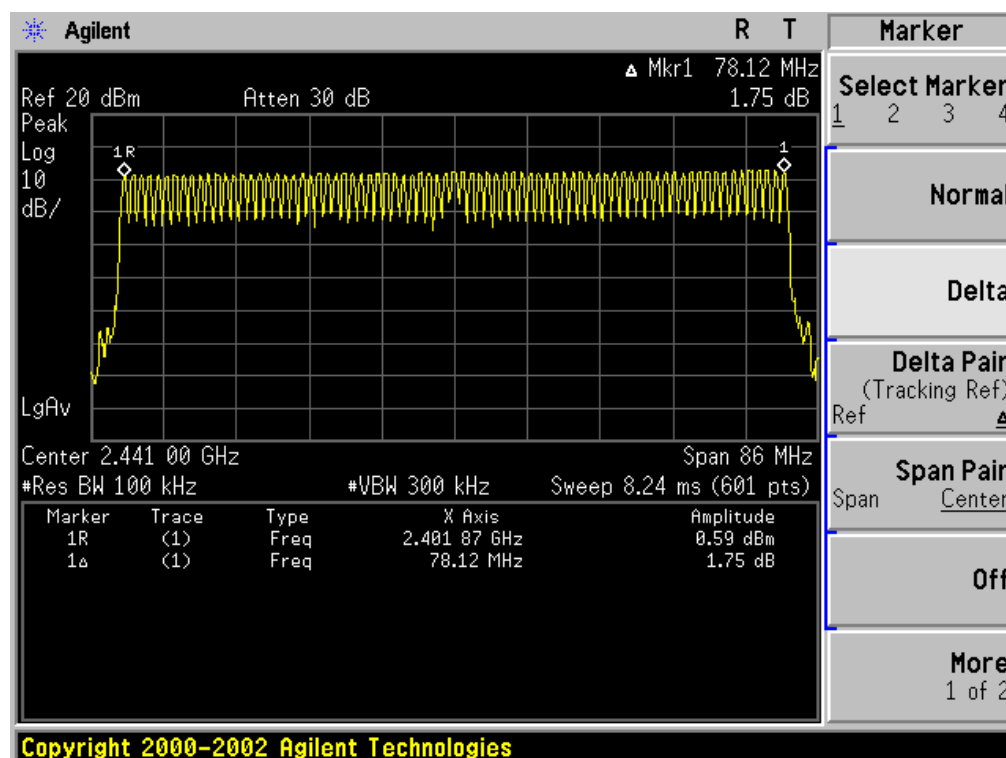 Agilent R T
Marker
Δ Mkr1 78.12 MHz
Ref 20 dBm Atten 30 dB 1.75 dB
Peak
Log
10
dB/
1R
1
LgAv
Center 2.441 00 GHz Span 86 MHz
#Res BW 100 kHz #VBW 300 kHz Sweep 8.24 ms (601 pts)
Marker Trace Type X Axis Amplitude
1R (1) Freq 2.401 87 GHz 0.59 dBm
1Δ (1) Freq 78.12 MHz 1.75 dB
Select Marker
1 2 3 4
Normal
Delta
Delta Pair
(Tracking Ref)
Ref Δ
Span Pair
Span Center
Off
More
1 of 2
Copyright 2000-2002 Agilent Technologies